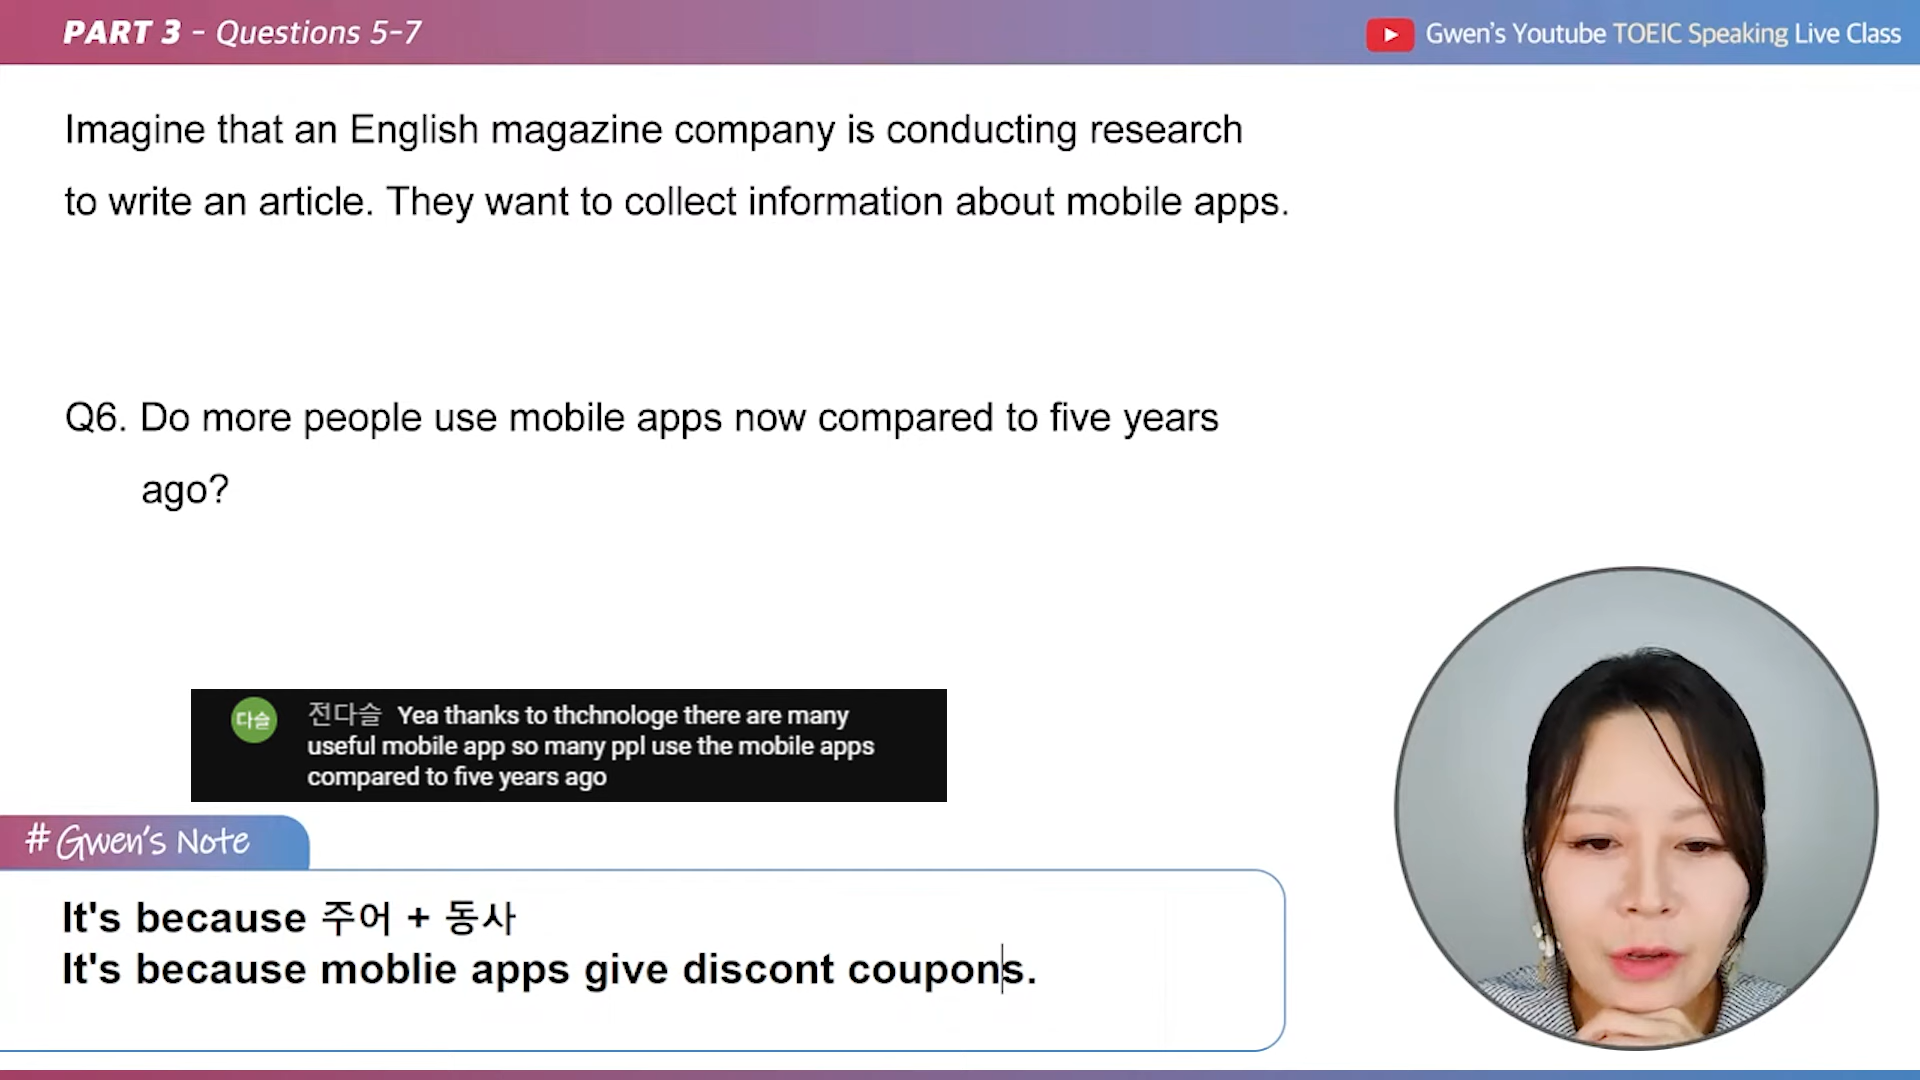 PART 3 - Questions 5-7
Gwen's Youtube TOEIC Speaking Live Class
Imagine that an English magazine company is conducting research
to write an article. They want to collect information about mobile apps.
Q6. Do more people use mobile apps now compared to five years
ago?
다슬
전다슬 Yea thanks to thchnologe there are many
useful mobile app so many ppl use the mobile apps
compared to five years ago
# Gwen's Note
It's because 주어 + 동사
It's because moblie apps give discont coupons.